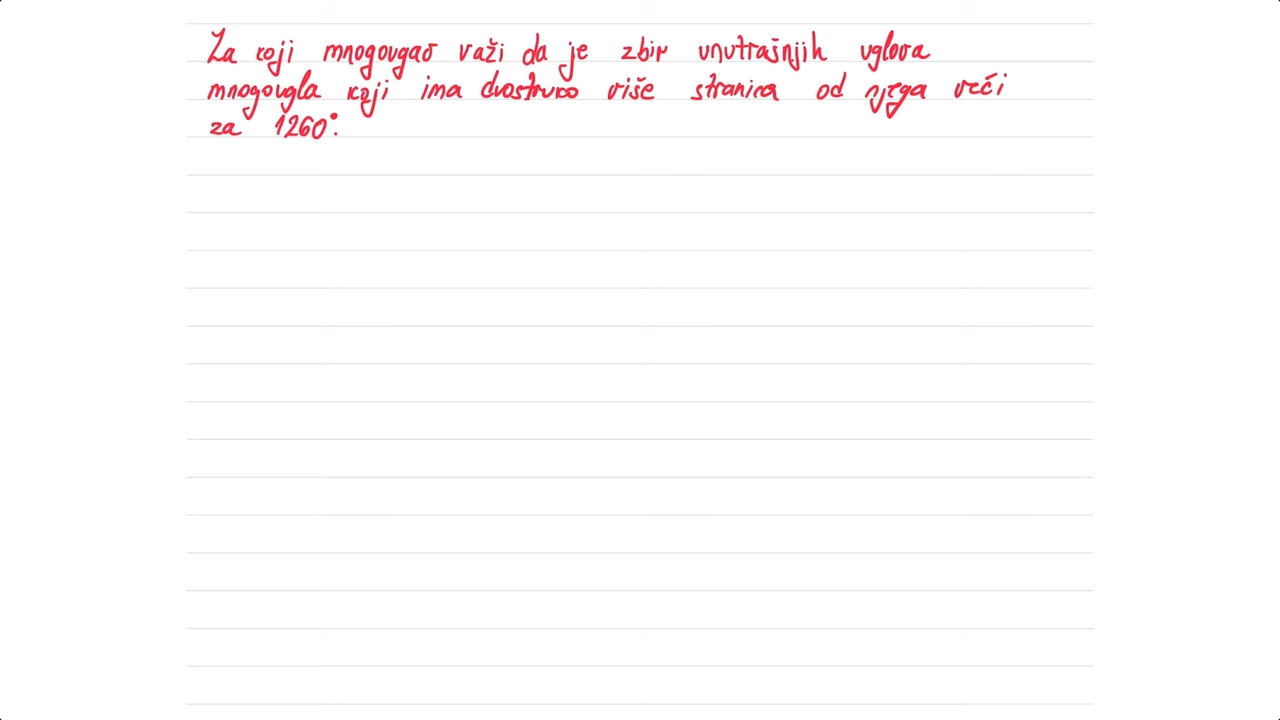 Za koji mnogougao važi da je zbir unutrašnjih uglova
mnogougla koji ima dvostruko više stranica od njega veći
za 1260°.